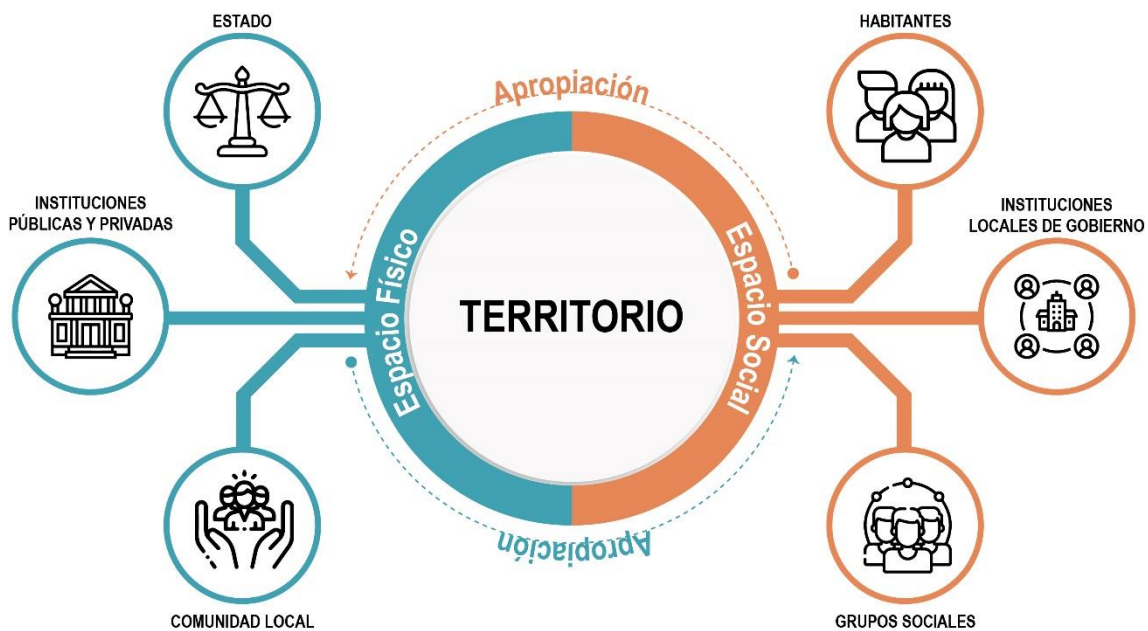 ESTADO
HABITANTES
Apropiación
INSTITUCIONES
PÚBLICAS Y PRIVADAS
INSTITUCIONES
LOCALES DE GOBIERNO
Espacio Físico
TERRITORIO
Espacio Social
Apropiación
COMUNIDAD LOCAL
GRUPOS SOCIALES